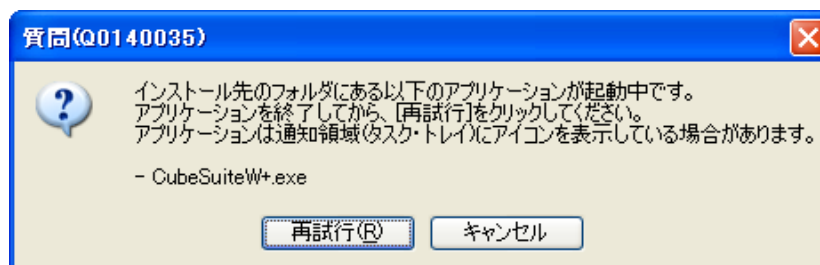 質問(Q0140035)
インストール先のフォルダにある以下のアプリケーションが起動中です。
アプリケーションを終了してから、[再試行]をクリックしてください。
アプリケーションは通知領域(タスク・トレイ)にアイコンを表示している場合があります。
- CubeSuiteW+.exe
再試行(R) キャンセル